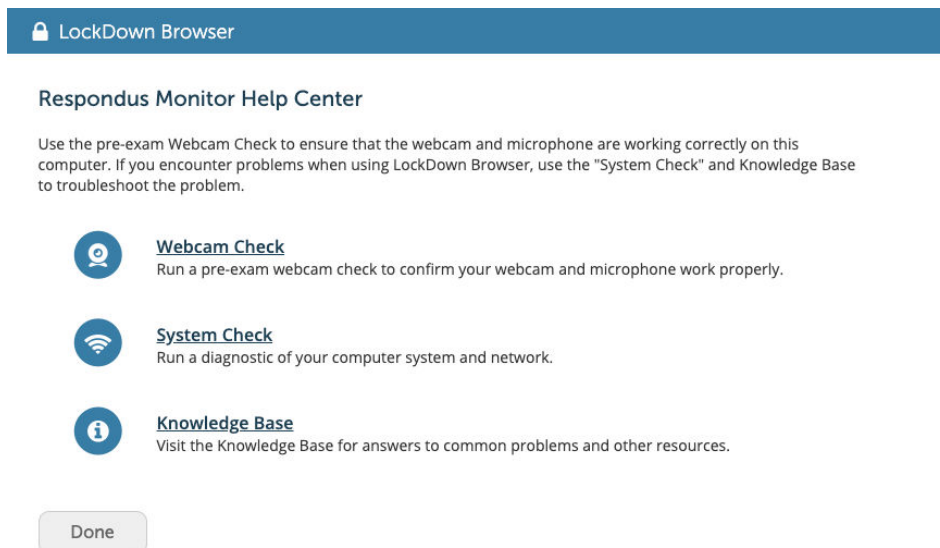 LockDown Browser
Respondus Monitor Help Center
Use the pre-exam Webcam Check to ensure that the webcam and microphone are working correctly on this
computer. If you encounter problems when using LockDown Browser, use the "System Check" and Knowledge Base
to troubleshoot the problem.
Webcam Check
Run a pre-exam webcam check to confirm your webcam and microphone work properly.
System Check
Run a diagnostic of your computer system and network.
Knowledge Base
Visit the Knowledge Base for answers to common problems and other resources.
Done